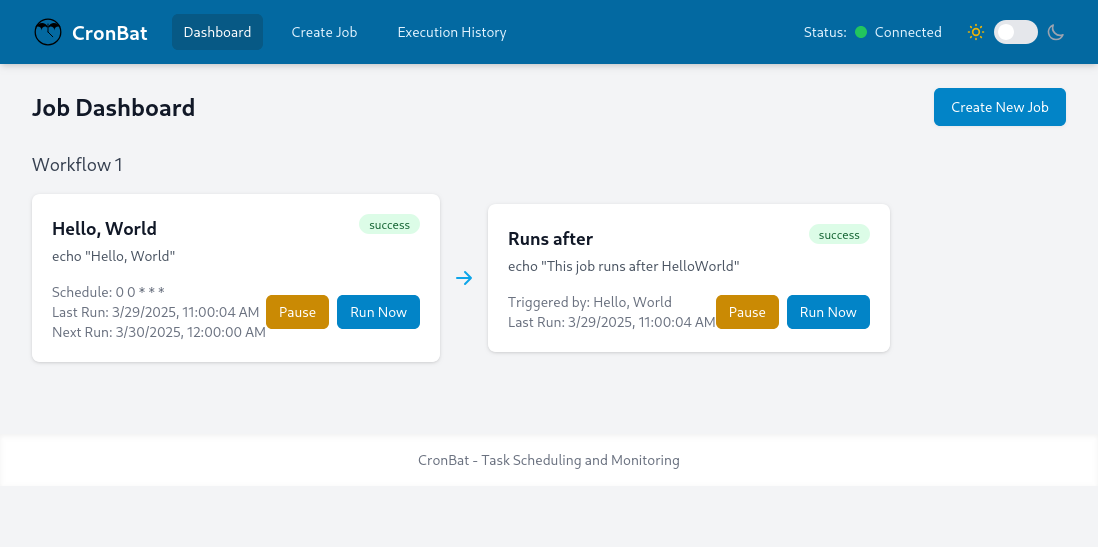 CronBat Dashboard Create Job Execution History Status: Connected
Job Dashboard Create New Job
Workflow 1
Hello, World success
echo "Hello, World"
Schedule: 0 0 * * *
Last Run: 3/29/2025, 11:00:04 AM
Next Run: 3/30/2025, 12:00:00 AM
Pause Run Now
Runs after success
echo "This job runs after HelloWorld"
Triggered by: Hello, World
Last Run: 3/29/2025, 11:00:04 AM
Pause Run Now
CronBat - Task Scheduling and Monitoring